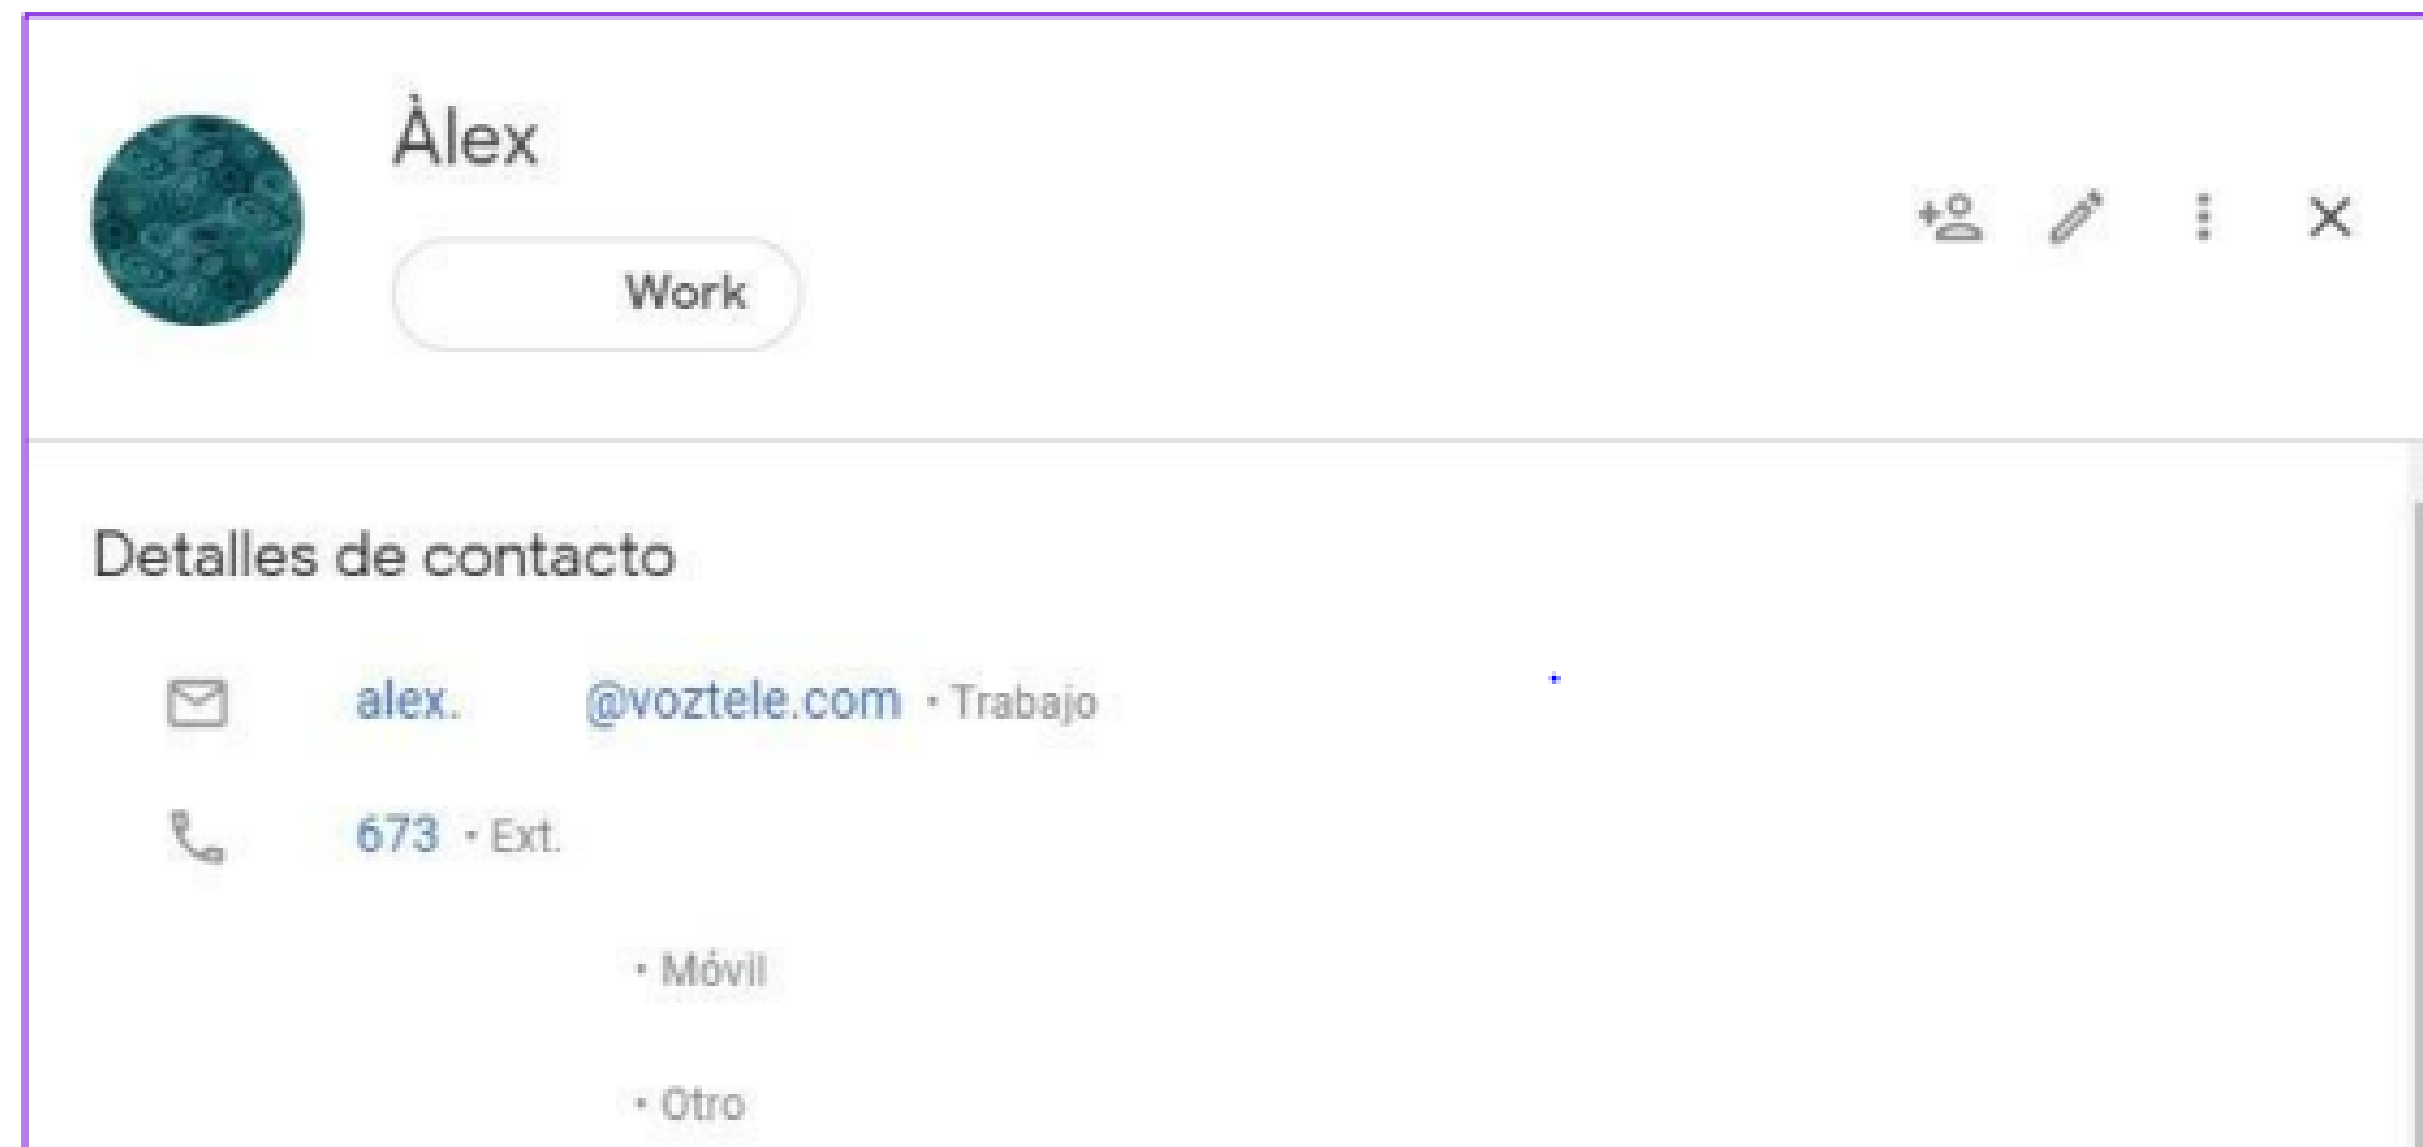 Àlex
Work
Detalles de contacto
alex. @voztele.com • Trabajo
673 • Ext.
• Móvil
• Otro